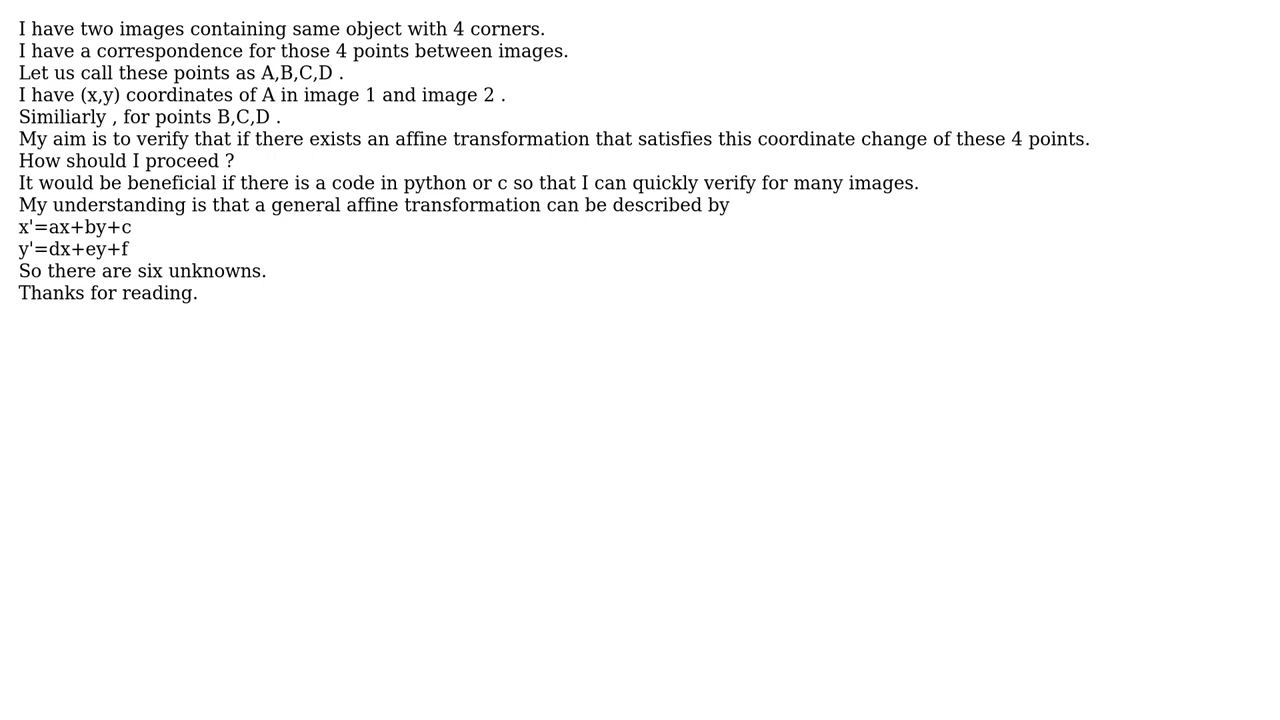 I have two images containing same object with 4 corners.
I have a correspondence for those 4 points between images.
Let us call these points as A,B,C,D .
I have (x,y) coordinates of A in image 1 and image 2 .
Similiarly , for points B,C,D .
My aim is to verify that if there exists an affine transformation that satisfies this coordinate change of these 4 points.
How should I proceed ?
It would be beneficial if there is a code in python or c so that I can quickly verify for many images.
My understanding is that a general affine transformation can be described by
x'=ax+by+c
y'=dx+ey+f
So there are six unknowns.
Thanks for reading.